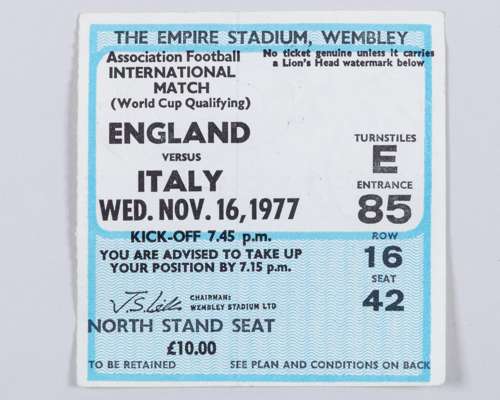 THE EMPIRE STADIUM, WEMBLEY
Association Football
INTERNATIONAL
MATCH
(World Cup Qualifying)
No ticket genuine unless it carries
a Lion's Head watermark below
ENGLAND
VERSUS
ITALY
WED. NOV. 16, 1977
KICK-OFF 7.45 p.m.
YOU ARE ADVISED TO TAKE UP
YOUR POSITION BY 7.15 p.m.
TURNSTILES
E
ENTRANCE
85
ROW
16
SEAT
42
CHAIRMAN:
WEMBLEY STADIUM LTD
NORTH STAND SEAT
£10.00
TO BE RETAINED
SEE PLAN AND CONDITIONS ON BACK